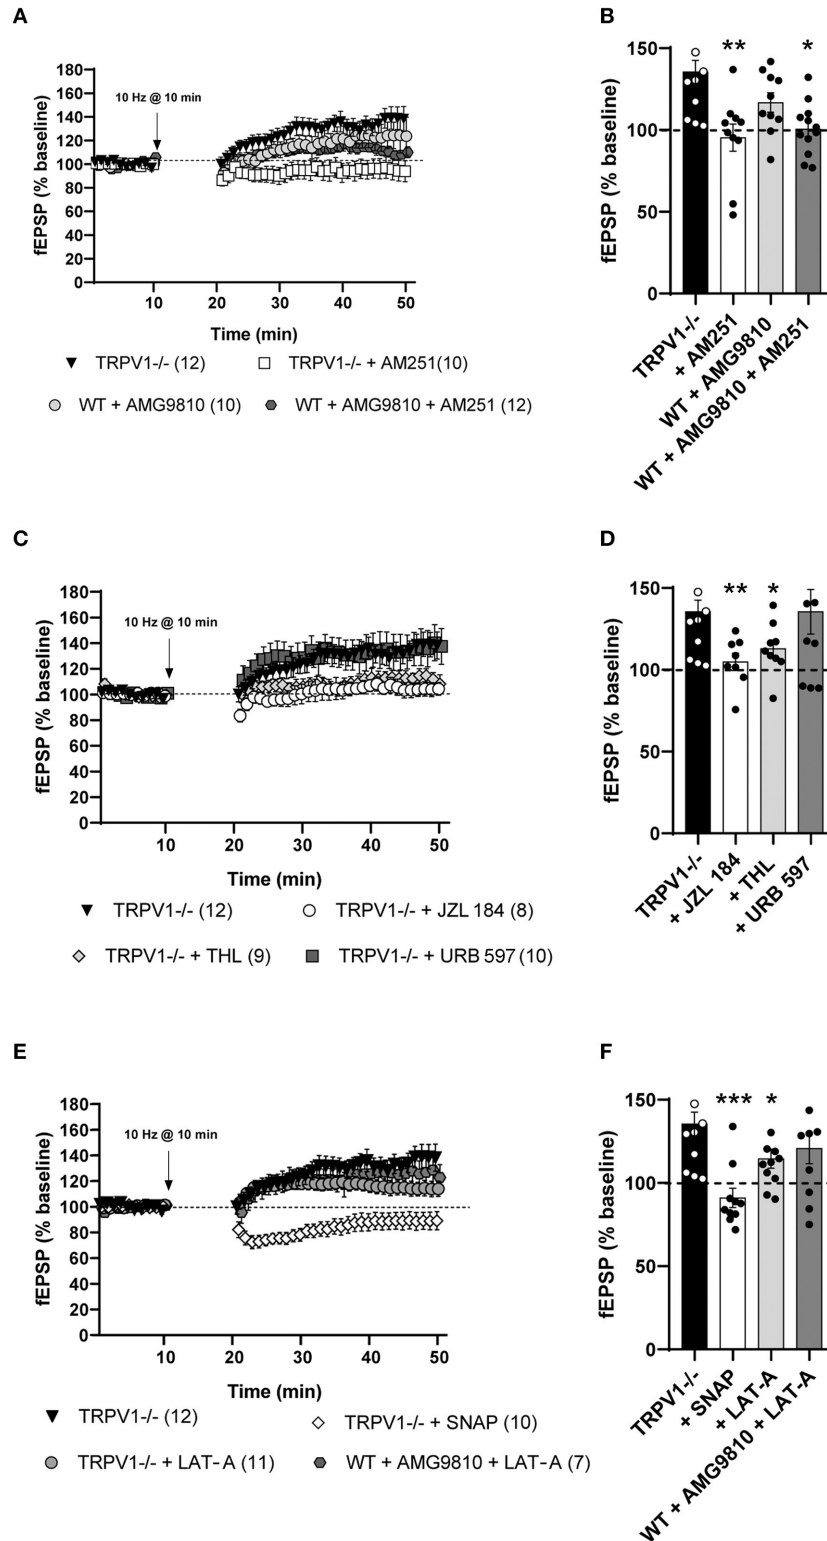 A
fEPSP (% baseline)
180
160
140
120
100
80
60
40
20
0
10 Hz @ 10 min
10 20 30 40 50
Time (min)
TRPV1-/- (12) TRPV1-/- + AM251(10)
WT + AMG9810 (10) WT + AMG9810 + AM251 (12)
B
fEPSP (% baseline)
150
100
50
0
** *
TRPV1-/-
+ AM251
WT + AMG9810
WT + AMG9810 + AM251
C
fEPSP (% baseline)
180
160
140
120
100
80
60
40
20
0
10 Hz @ 10 min
10 20 30 40 50
Time (min)
TRPV1-/- (12) TRPV1-/- + JZL 184 (8)
TRPV1-/- + THL (9) TRPV1-/- + URB 597 (10)
D
fEPSP (% baseline)
150
100
50
0
** *
TRPV1-/-
+ JZL 184
+ THL
+ URB 597
E
fEPSP (% baseline)
180
160
140
120
100
80
60
40
20
0
10 Hz @ 10 min
10 20 30 40 50
Time (min)
TRPV1-/- (12) TRPV1-/- + SNAP (10)
TRPV1-/- + LAT-A (11) WT + AMG9810 + LAT-A (7)
F
fEPSP (% baseline)
150
100
50
0
*** *
TRPV1-/-
+ SNAP
+ LAT-A
WT + AMG9810 + LAT-A